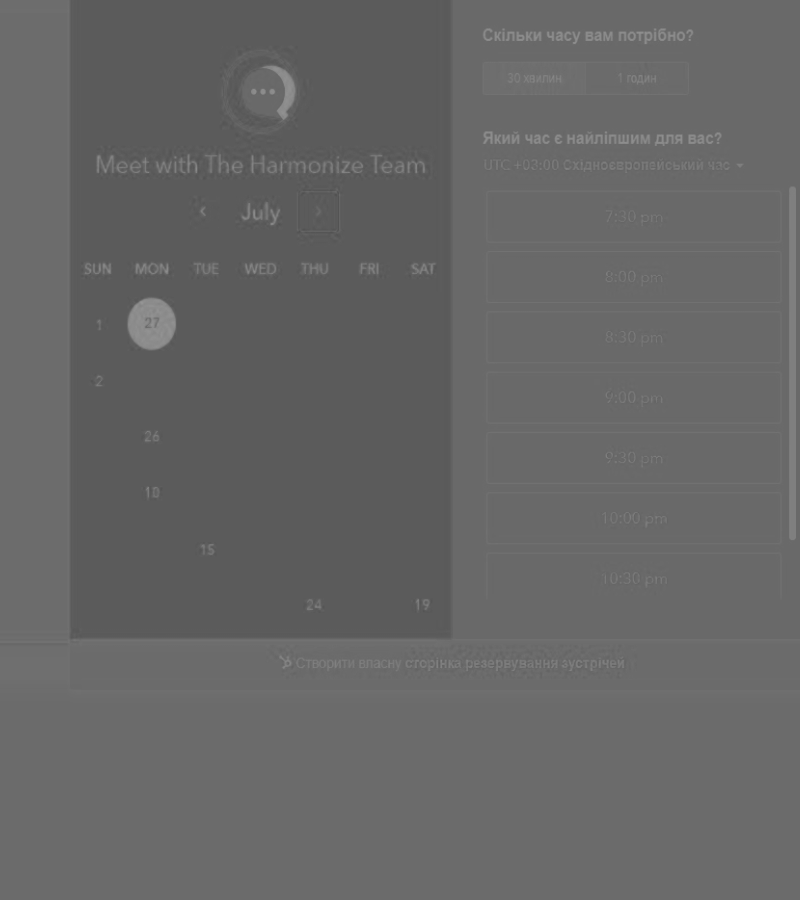 Meet with The Harmonize Team
July
SUN MON TUE WED THU FRI SAT
1 27
2
26
10
15
24 19
Скільки часу вам потрібно?
30 хвилин 1 годин
Який час є найліпшим для вас?
UTC +03:00 Східноєвропейський час
7:30 pm
8:00 pm
8:30 pm
9:00 pm
9:30 pm
10:00 pm
10:30 pm
Створити власну сторінка резервування зустрічей